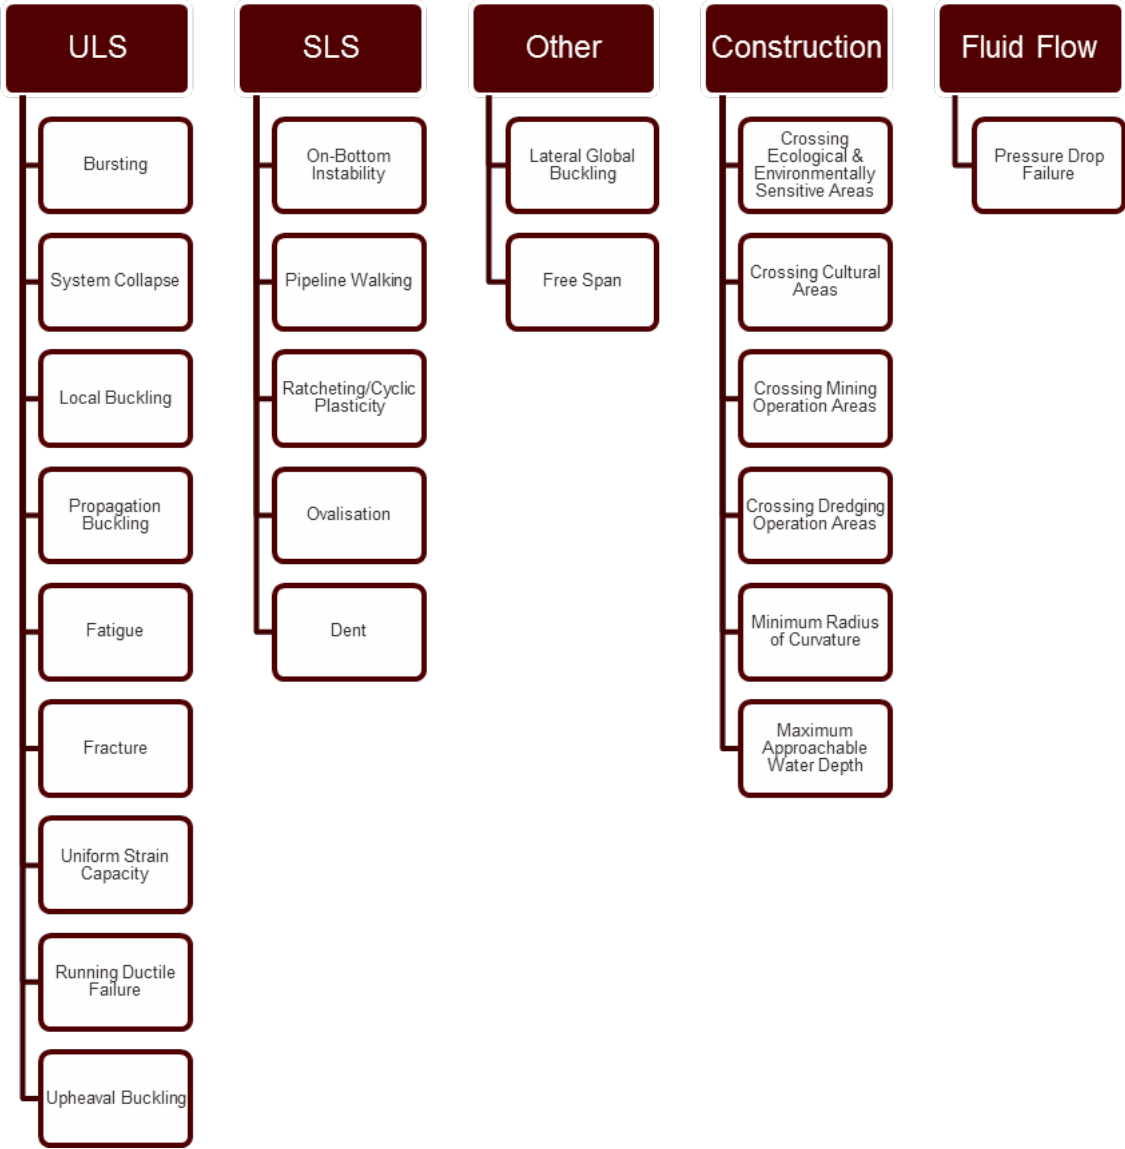 ULS
Bursting
System Collapse
Local Buckling
Propagation
Buckling
Fatigue
Fracture
Uniform Strain
Capacity
Running Ductile
Failure
Upheaval Buckling
SLS
On-Bottom
Instability
Pipeline Walking
Ratcheting/Cyclic
Plasticity
Ovalisation
Dent
Other
Lateral Global
Buckling
Free Span
Construction
Crossing
Ecological &
Environmentally
Sensitive Areas
Crossing Cultural
Areas
Crossing Mining
Operation Areas
Crossing Dredging
Operation Areas
Minimum Radius
of Curvature
Maximum
Approachable
Water Depth
Fluid Flow
Pressure Drop
Failure